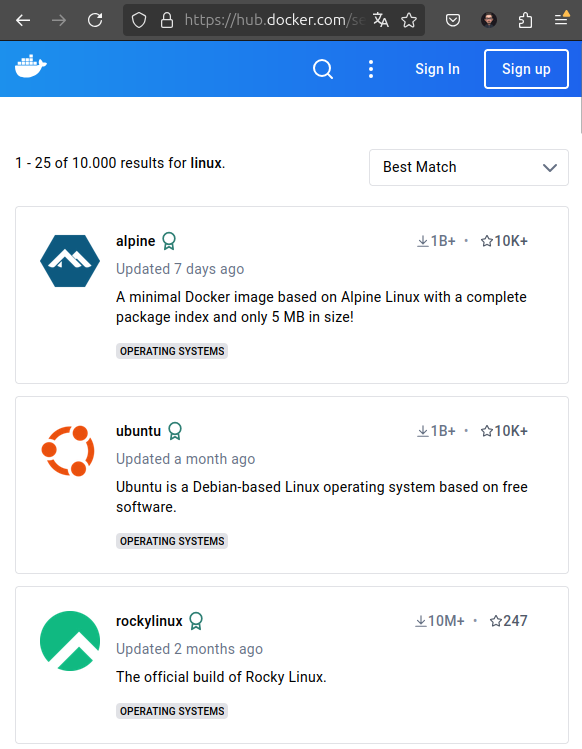 https://hub.docker.com/se
Sign In
Sign up
1 - 25 of 10.000 results for linux.
Best Match
alpine
1B+ • 10K+
Updated 7 days ago
A minimal Docker image based on Alpine Linux with a complete
package index and only 5 MB in size!
OPERATING SYSTEMS
ubuntu
1B+ • 10K+
Updated a month ago
Ubuntu is a Debian-based Linux operating system based on free
software.
OPERATING SYSTEMS
rockylinux
10M+ • 247
Updated 2 months ago
The official build of Rocky Linux.
OPERATING SYSTEMS